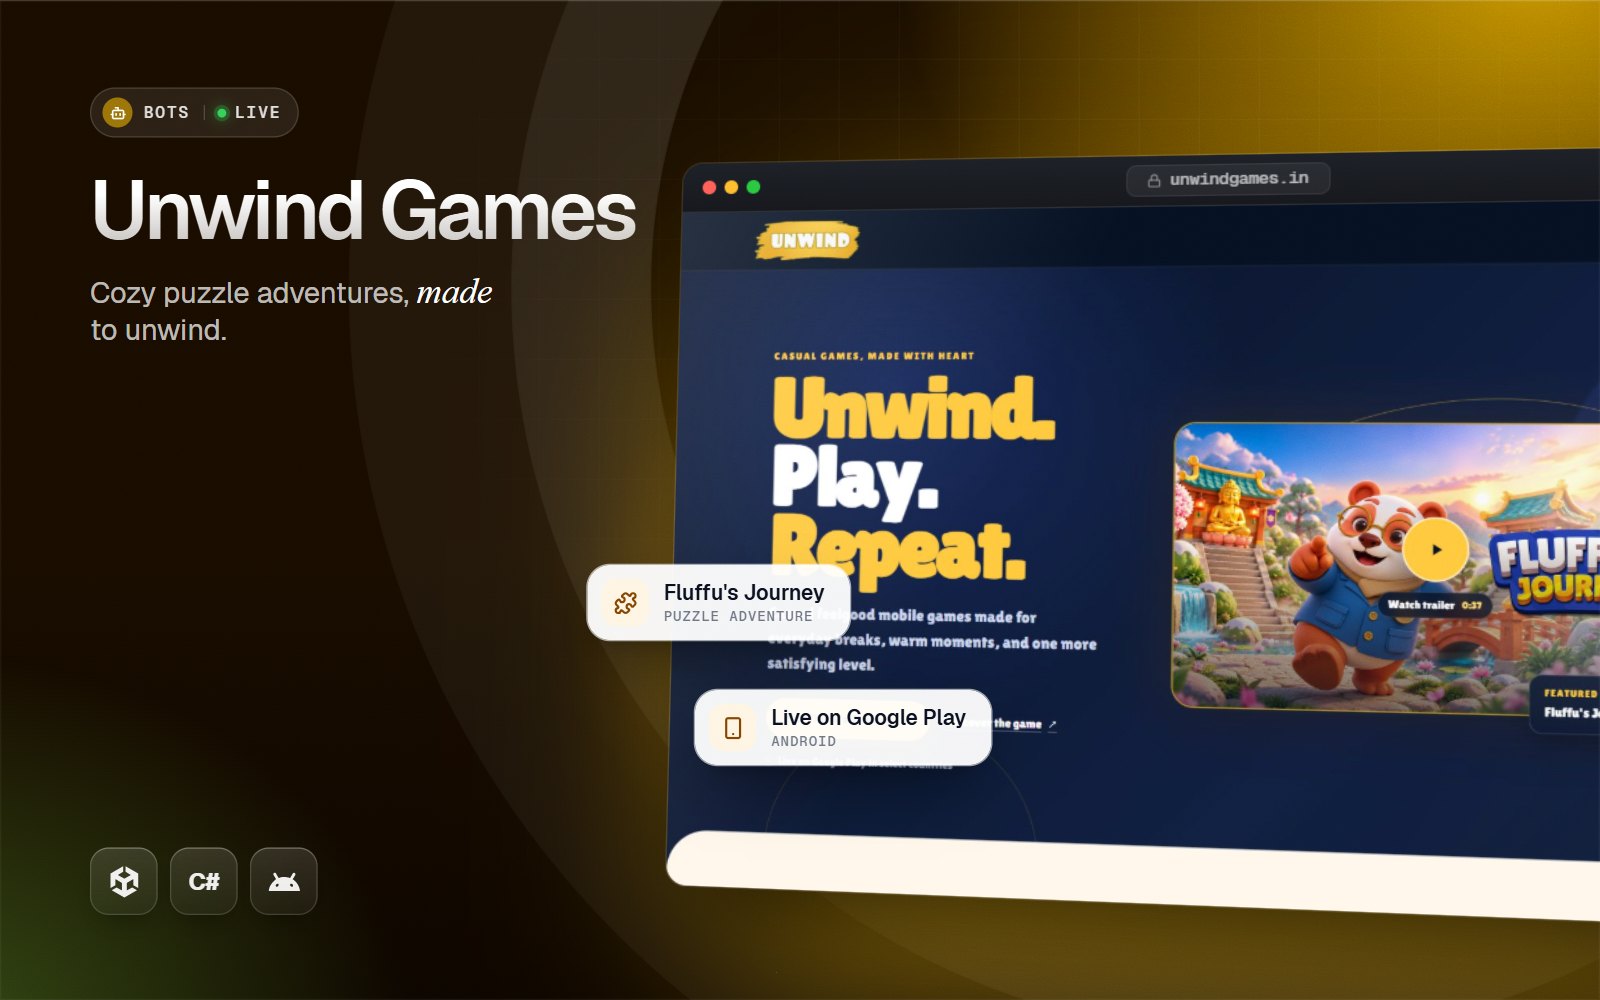 BOTS | LIVE
Unwind Games
Cozy puzzle adventures, made
to unwind.
unwindgames.in
UNWIND
CASUAL GAMES, MADE WITH HEART
Unwind.
Play.
Repeat.
Fluffu's Journey
PUZZLE ADVENTURE
good mobile games made for
everyday breaks, warm moments, and one more
satisfying level.
Live on Google Play
ANDROID
the game ↗
Watch trailer 0:37
FEATURED
Fluffu's
C#